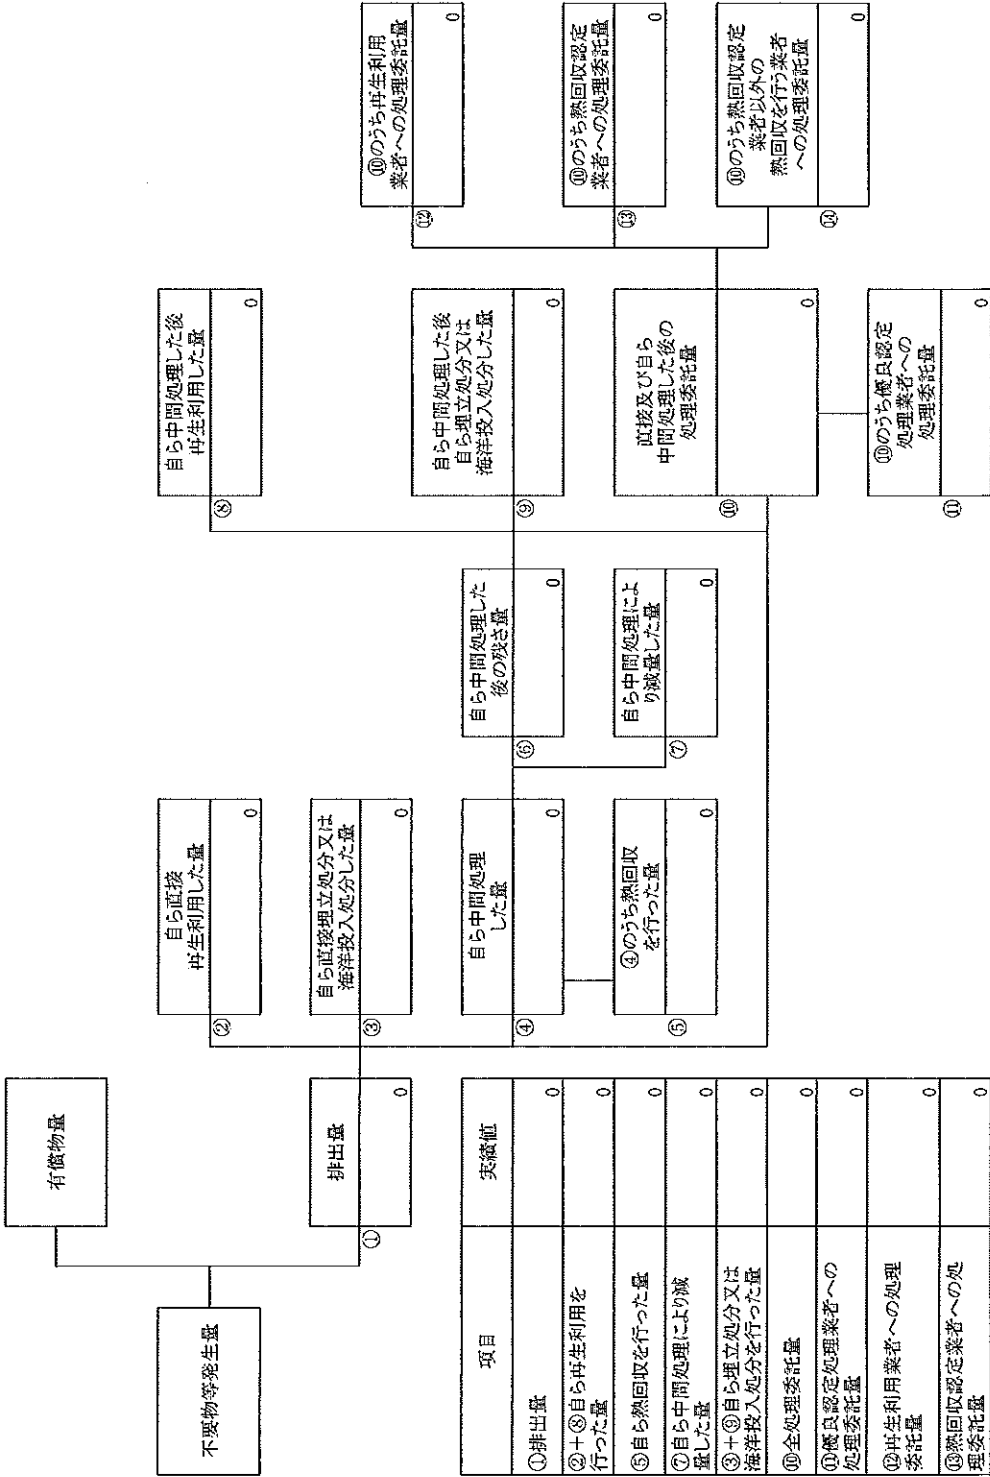 不要物等発生量
有償物量
排出量
①
0
自ら直接
再生利用した量
②
0
自ら直接埋立処分又は
海洋投入処分した量
③
0
自ら中間処理
した量
④
0
④のうち熱回収
を行った量
⑤
0
自ら中間処理した
後の残さ量
⑥
0
自ら中間処理によ
り減量した量
⑦
0
自ら中間処理した後
再生利用した量
⑧
0
自ら中間処理した後
自ら埋立処分又は
海洋投入処分した量
⑨
0
直接及び自ら
中間処理した後の
処理委託量
⑩
0
⑩のうち優良認定
処理業者への
処理委託量
⑪
0
⑩のうち再生利用
業者への処理委託量
⑫
0
⑩のうち熱回収認定
業者への処理委託量
⑬
0
⑩のうち熱回収認定
業者以外の
熱回収を行う業者
への処理委託量
⑭
0
項目 実績値
①排出量 0
②+⑧自ら再生利用を
行った量 0
⑤自ら熱回収を行った量 0
⑦自ら中間処理により減
量した量 0
③+⑨自ら埋立処分又は
海洋投入処分を行った量 0
⑩全処理委託量 0
⑪優良認定処理業者への
処理委託量 0
⑫再生利用業者への処理
委託量 0
⑬熱回収認定業者への処
理委託量 0